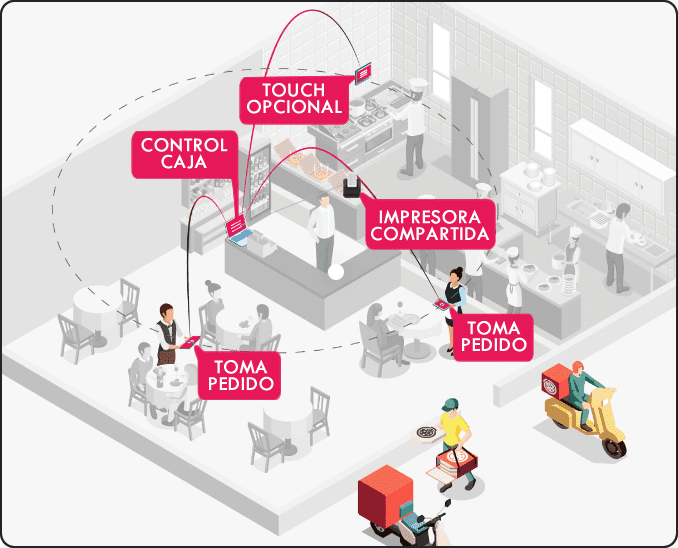 TOUCH
OPCIONAL
CONTROL
CAJA
IMPRESORA
COMPARTIDA
TOMA
PEDIDO
TOMA
PEDIDO